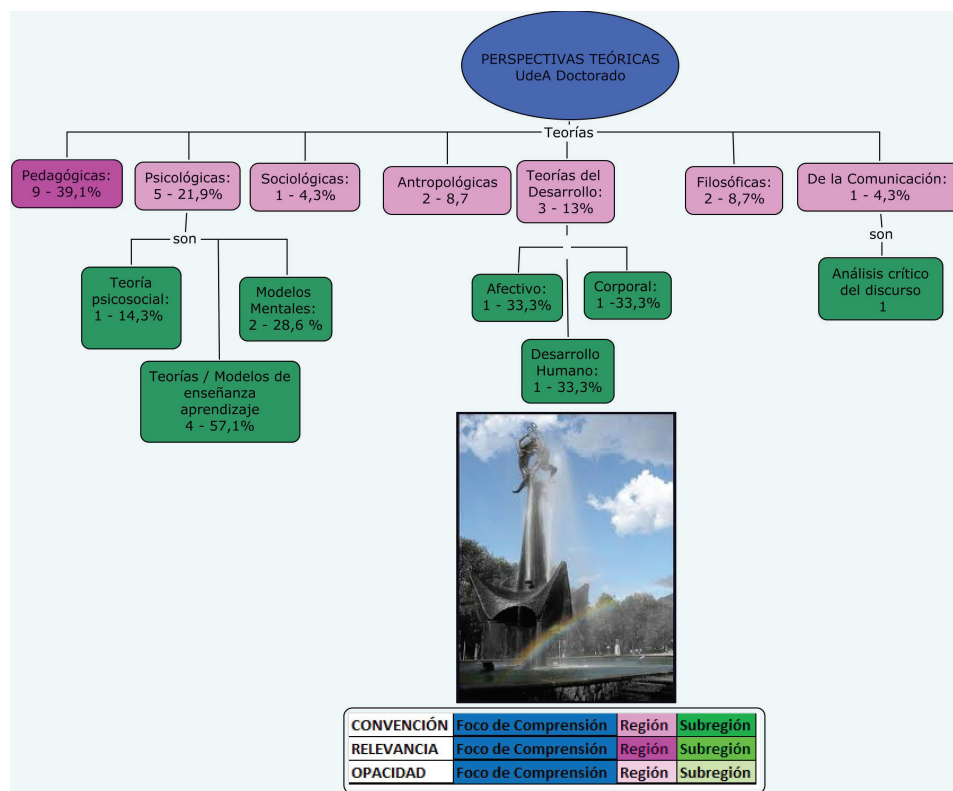 PERSPECTIVAS TEÓRICAS
UdeA Doctorado
Teorías
Pedagógicas:
9 - 39,1%
Psicológicas:
5 - 21,9%
Sociológicas:
1 - 4,3%
Antropológicas
2 - 8,7
Teorías del
Desarrollo:
3 - 13%
Filosóficas:
2 - 8,7%
De la Comunicación:
1 - 4,3%
son
Teoría
psicosocial:
1 - 14,3%
Modelos
Mentales:
2 - 28,6 %
Teorías / Modelos de
enseñanza
aprendizaje
4 - 57,1%
Afectivo:
1 - 33,3%
Corporal:
1 -33,3%
Desarrollo
Humano:
1 - 33,3%
son
Análisis crítico
del discurso
1
CONVENCIÓN Foco de Comprensión Región Subregión
RELEVANCIA Foco de Comprensión Región Subregión
OPACIDAD Foco de Comprensión Región Subregión